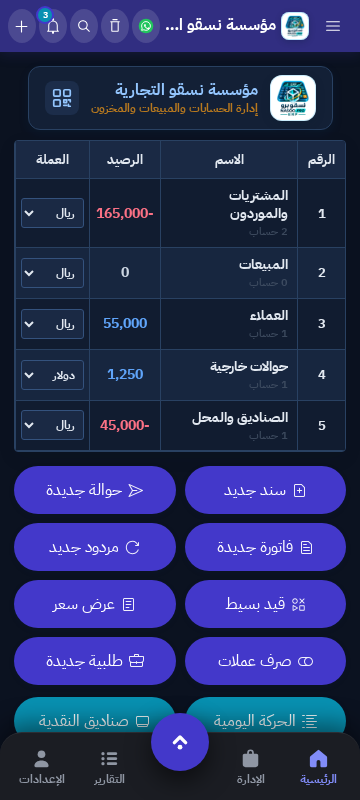 مؤسسة نسقو ا...
3
مؤسسة نسقو التجارية
إدارة الحسابات والمبيعات والمخزون
الرقم الاسم الرصيد العملة
1 المشتريات والموردون -165,000 ريال
2 حساب
2 المبيعات 0 ريال
0 حساب
3 العملاء 55,000 ريال
1 حساب
4 حوالات خارجية 1,250 دولار
1 حساب
5 الصناديق والمحل -45,000 ريال
1 حساب
سند جديد حوالة جديدة
فاتورة جديدة مردود جديد
قيد بسيط عرض سعر
صرف عملات طلبية جديدة
الحركة اليومية صناديق النقدية
الرئيسية الإدارة التقارير الإعدادات